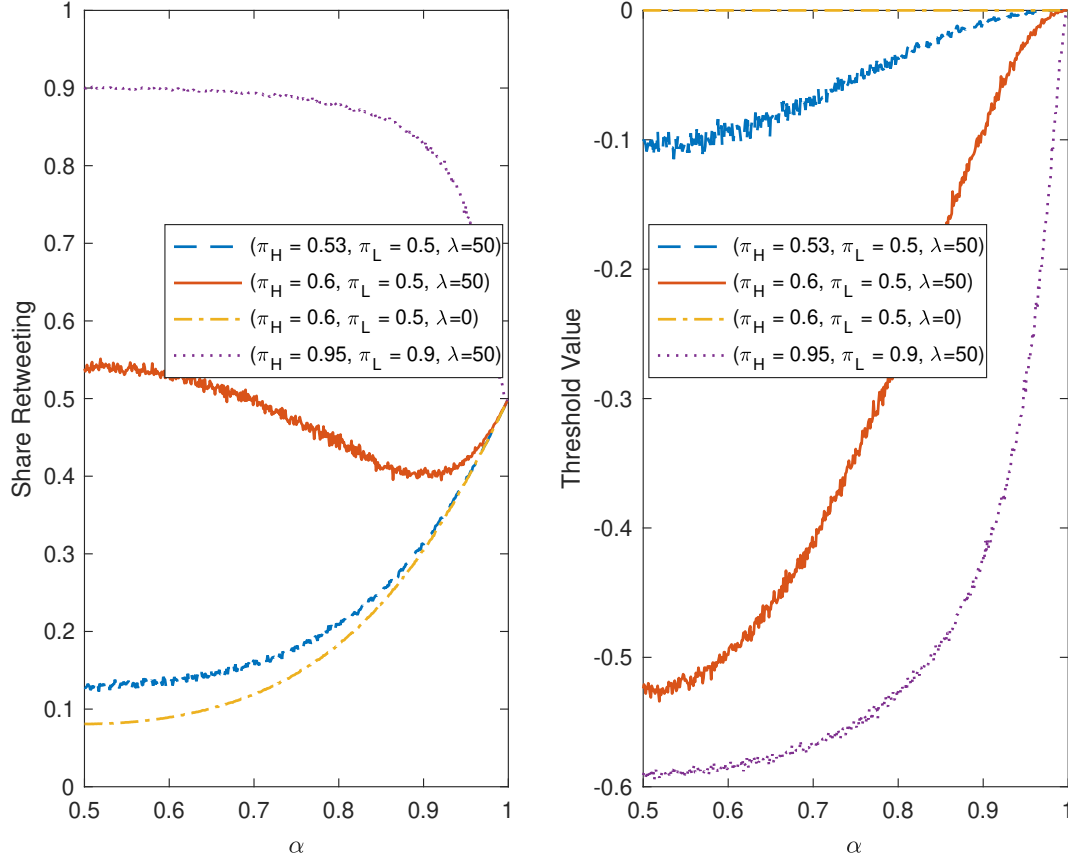 1
0.9
0.8
0.7
0.6
0.5
0.4
0.3
0.2
0.1
0
Share Retweeting
(π_H = 0.53, π_L = 0.5, λ=50)
(π_H = 0.6, π_L = 0.5, λ=50)
(π_H = 0.6, π_L = 0.5, λ=0)
(π_H = 0.95, π_L = 0.9, λ=50)
0.5 0.6 0.7 0.8 0.9 1
α
0
-0.1
-0.2
-0.3
-0.4
-0.5
-0.6
Threshold Value
(π_H = 0.53, π_L = 0.5, λ=50)
(π_H = 0.6, π_L = 0.5, λ=50)
(π_H = 0.6, π_L = 0.5, λ=0)
(π_H = 0.95, π_L = 0.9, λ=50)
0.5 0.6 0.7 0.8 0.9 1
α